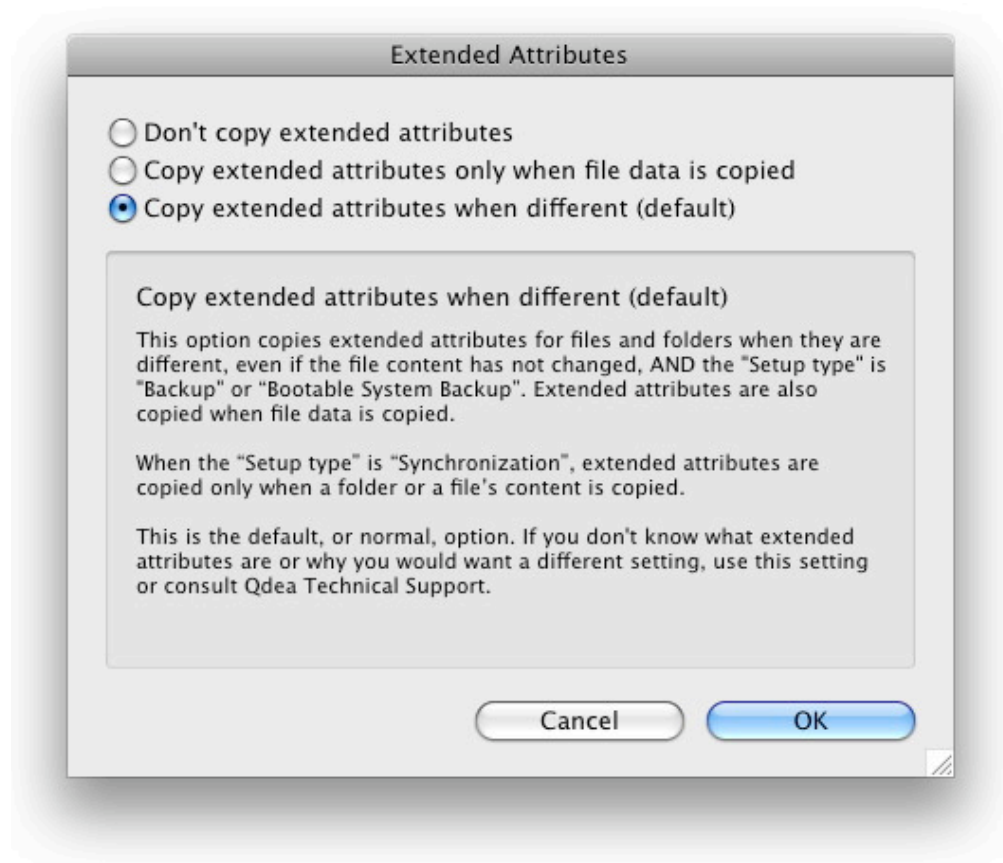 Extended Attributes
Don't copy extended attributes
Copy extended attributes only when file data is copied
Copy extended attributes when different (default)
Copy extended attributes when different (default)
This option copies extended attributes for files and folders when they are
different, even if the file content has not changed, AND the "Setup type" is
"Backup" or “Bootable System Backup”. Extended attributes are also
copied when file data is copied.
When the “Setup type” is “Synchronization”, extended attributes are
copied only when a folder or a file’s content is copied.
This is the default, or normal, option. If you don't know what extended
attributes are or why you would want a different setting, use this setting
or consult Qdea Technical Support.
Cancel OK